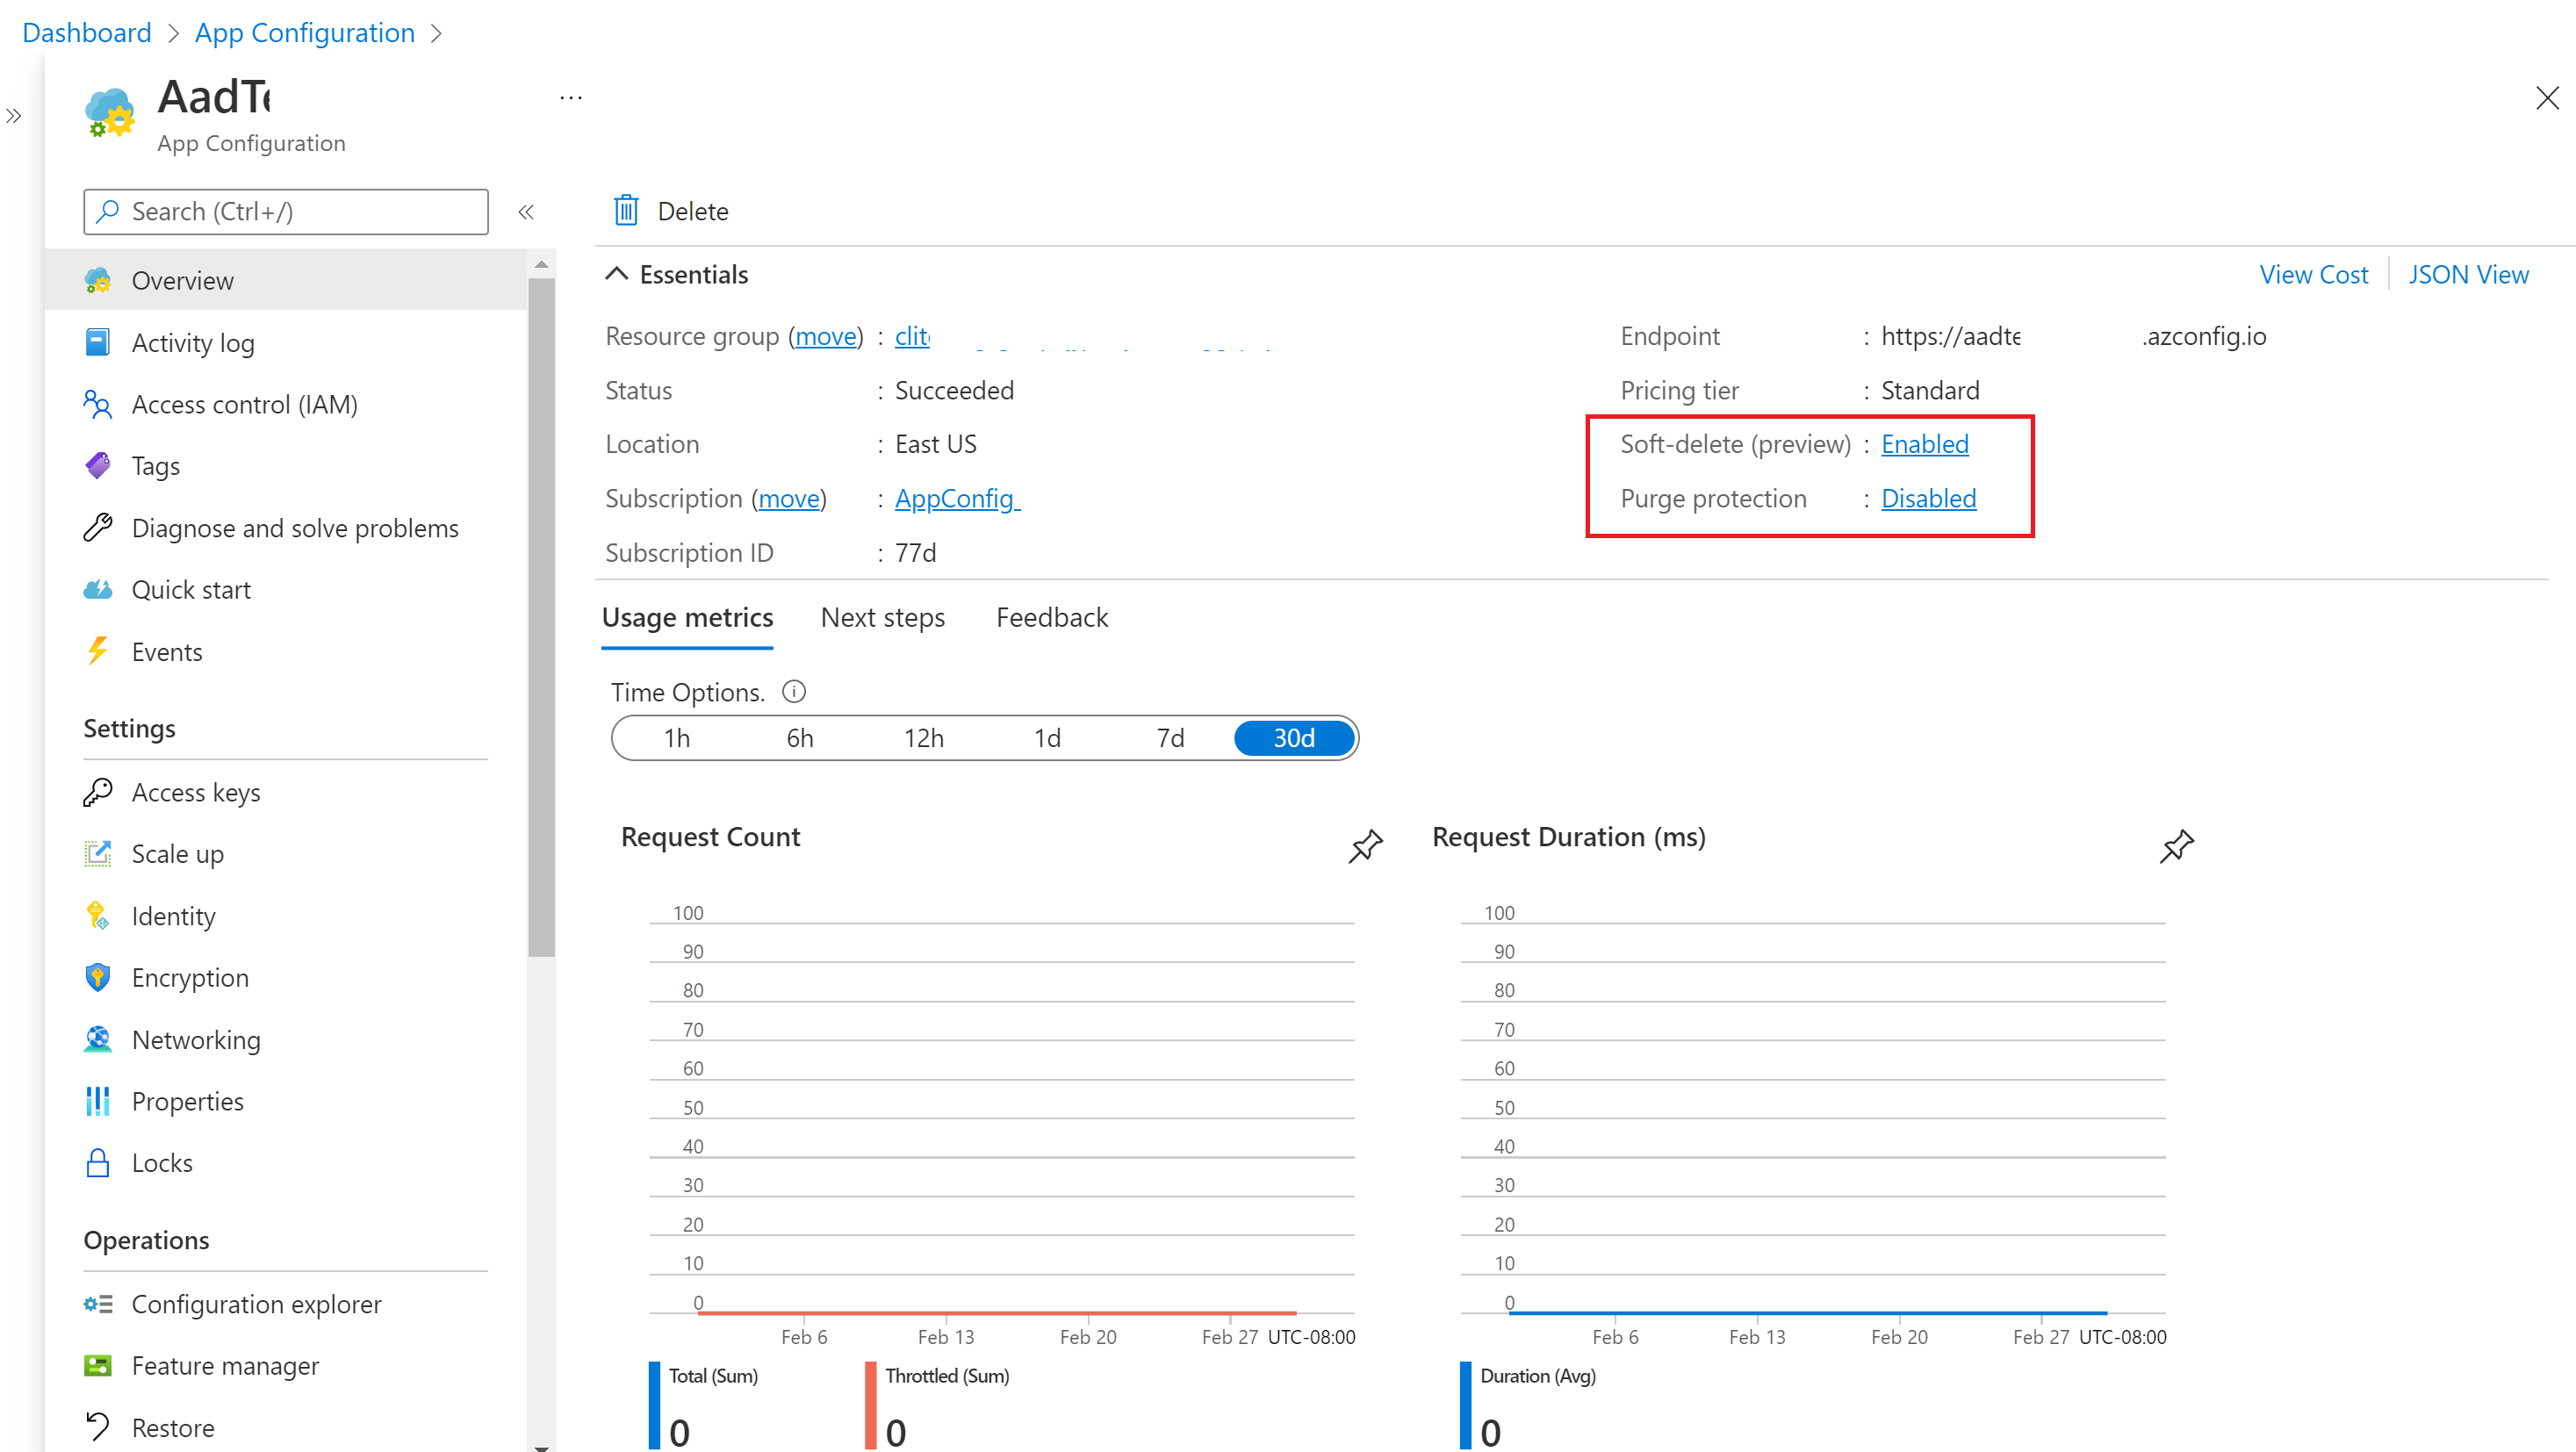 Dashboard > App Configuration >
AadTe
...
App Configuration
Search (Ctrl+/)
Overview
Activity log
Access control (IAM)
Tags
Diagnose and solve problems
Quick start
Events
Settings
Access keys
Scale up
Identity
Encryption
Networking
Properties
Locks
Operations
Configuration explorer
Feature manager
Restore
Delete
Essentials
View Cost
JSON View
Resource group (move) : clit
Status : Succeeded
Location : East US
Subscription (move) : AppConfig
Subscription ID : 77d
Endpoint : https://aadte .azconfig.io
Pricing tier : Standard
Soft-delete (preview) : Enabled
Purge protection : Disabled
Usage metrics Next steps Feedback
Time Options.
1h 6h 12h 1d 7d 30d
Request Count
100
90
80
70
60
50
40
30
20
10
0
Feb 6 Feb 13 Feb 20 Feb 27 UTC-08:00
Total (Sum)
0
Throttled (Sum)
0
Request Duration (ms)
100
90
80
70
60
50
40
30
20
10
0
Feb 6 Feb 13 Feb 20 Feb 27 UTC-08:00
Duration (Avg)
0